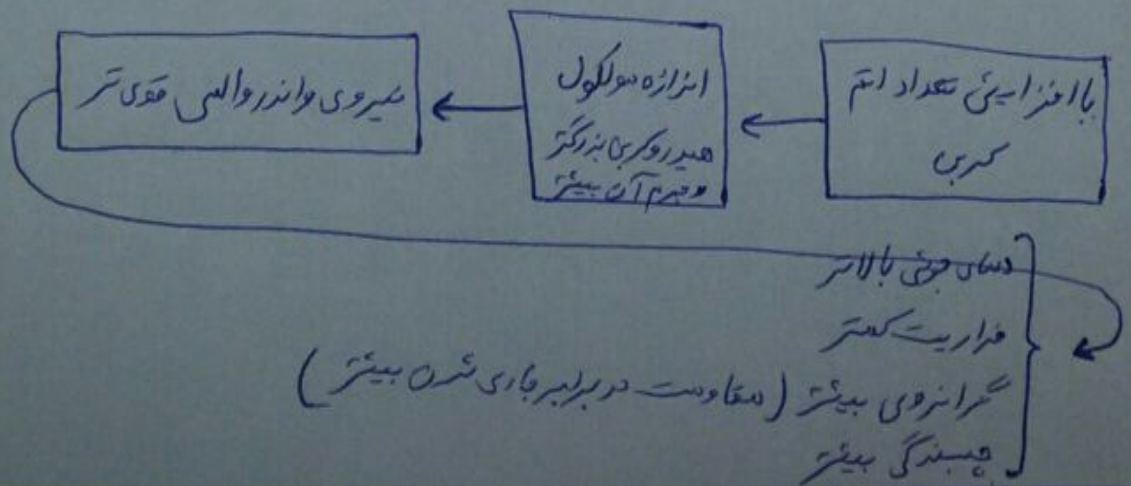 با افزایش تعداد اتم
کربن
اندازه مولکول
هیدروکربن بزرگتر
و جرم آن بیشتر
نیروی واندروالسی قوی تر
دمای جوش بالاتر
فراریت کمتر
گرانروی بیشتر (مقاومت در برابر جاری شدن بیشتر)
چسبندگی بیشتر